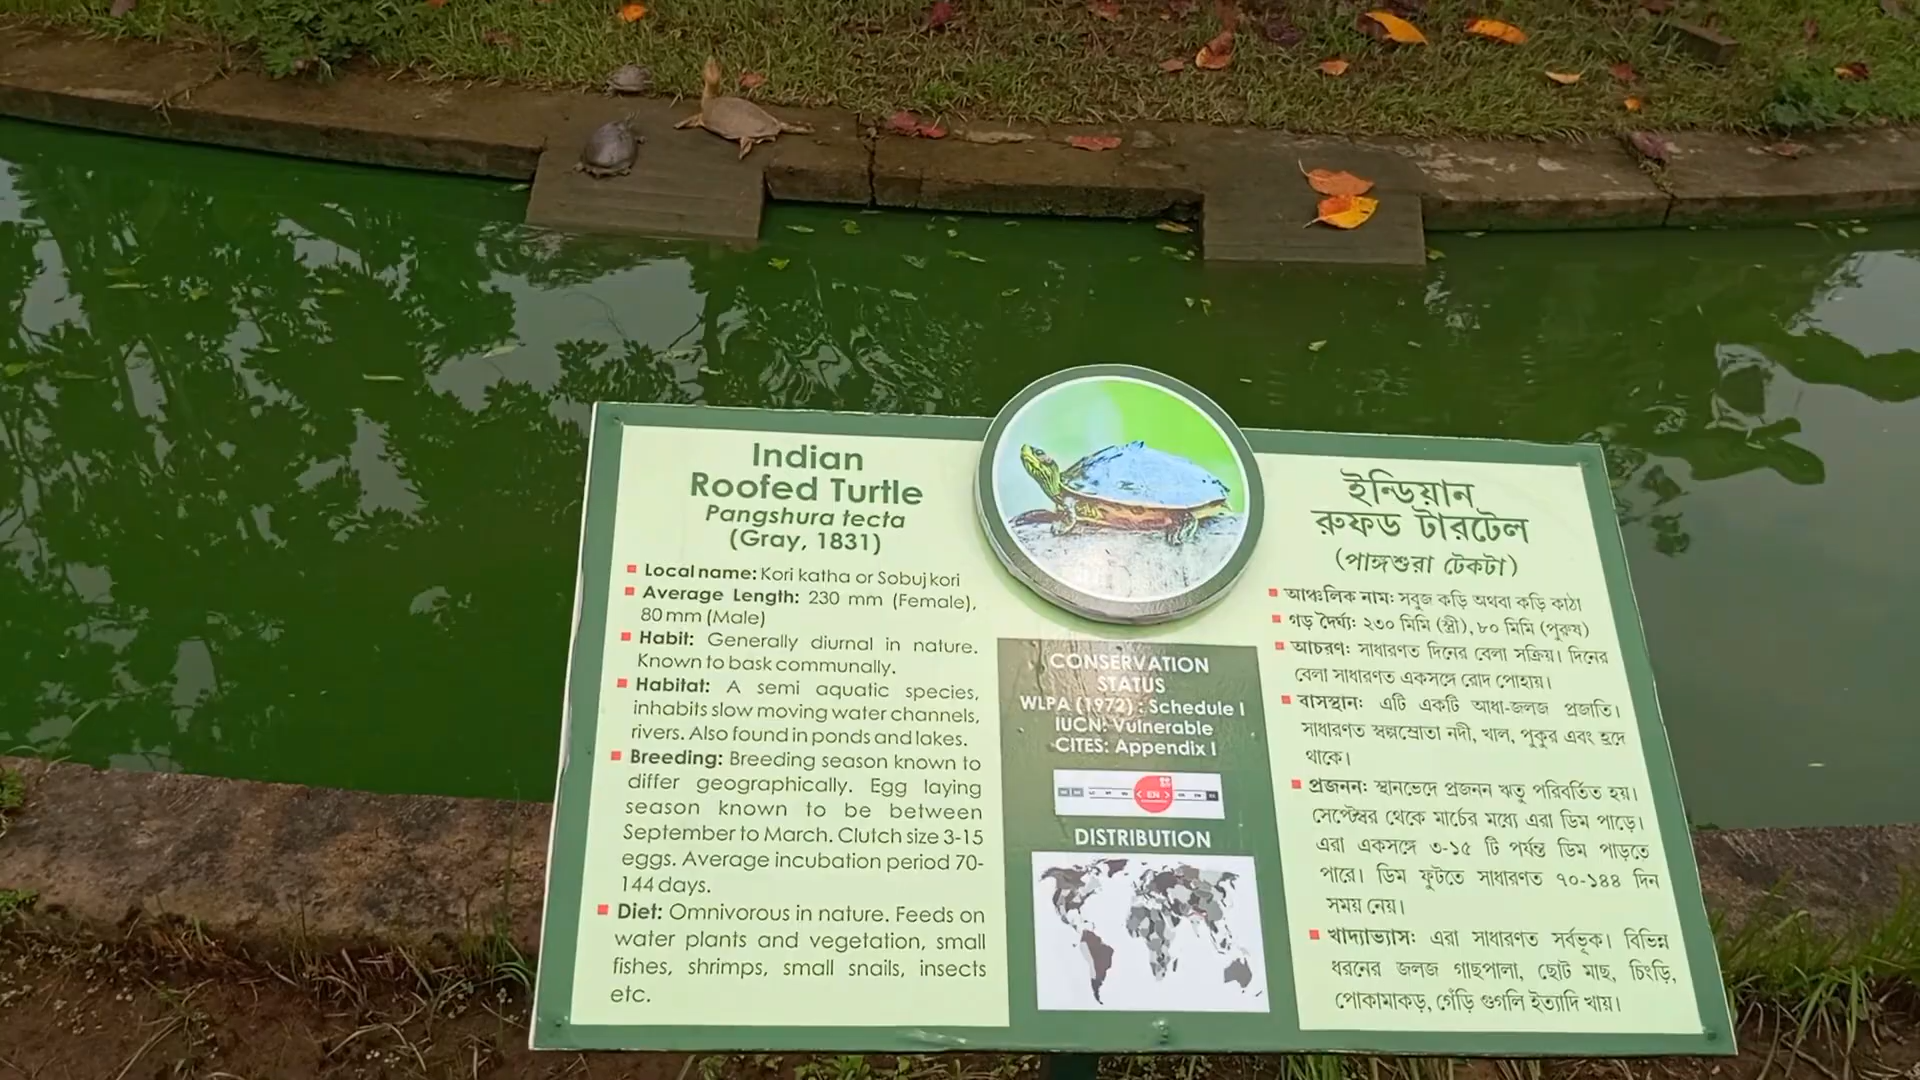 Indian
Roofed Turtle
Pangshura tecta
(Gray, 1831)
Local name: Kori katha or Sobuj kori
Average Length: 230 mm (Female),
80 mm (Male)
Habit: Generally diurnal in nature.
Known to bask communally.
Habitat: A semi aquatic species,
inhabits slow moving water channels,
rivers. Also found in ponds and lakes.
Breeding: Breeding season known to
differ geographically. Egg laying
season known to be between
September to March. Clutch size 3-15
eggs. Average incubation period 70-
144 days.
Diet: Omnivorous in nature. Feeds on
water plants and vegetation, small
fishes, shrimps, small snails, insects
etc.
CONSERVATION
STATUS
WLPA (1972) : Schedule I
IUCN: Vulnerable
CITES: Appendix I
< EN >
DISTRIBUTION
ইন্ডিয়ান
রুফড টারটেল
(পাঙ্গশুরা টেকটা)
আঞ্চলিক নাম: সবুজ কড়ি অথবা কড়ি কাঠা
গড় দৈর্ঘ্য: ২৩০ মিমি (স্ত্রী), ৮০ মিমি (পুরুষ)
আচরণ: সাধারণত দিনের বেলা সক্রিয়। দিনের
বেলা সাধারণত একসঙ্গে রোদ পোহায়।
বাসস্থান: এটি একটি আধা-জলজ প্রজাতি।
সাধারণত স্বল্পস্রোতা নদী, খাল, পুকুর এবং হ্রদে
থাকে।
প্রজনন: স্থানভেদে প্রজনন ঋতু পরিবর্তিত হয়।
সেপ্টেম্বর থেকে মার্চের মধ্যে এরা ডিম পাড়ে।
এরা একসঙ্গে ৩-১৫ টি পর্যন্ত ডিম পাড়তে
পারে। ডিম ফুটতে সাধারণত ৭০-১৪৪ দিন
সময় নেয়।
খাদ্যাভ্যাস: এরা সাধারণত সর্বভূক। বিভিন্ন
ধরনের জলজ গাছপালা, ছোট মাছ, চিংড়ি,
পোকামাকড়, গেঁড়ি গুগলি ইত্যাদি খায়।